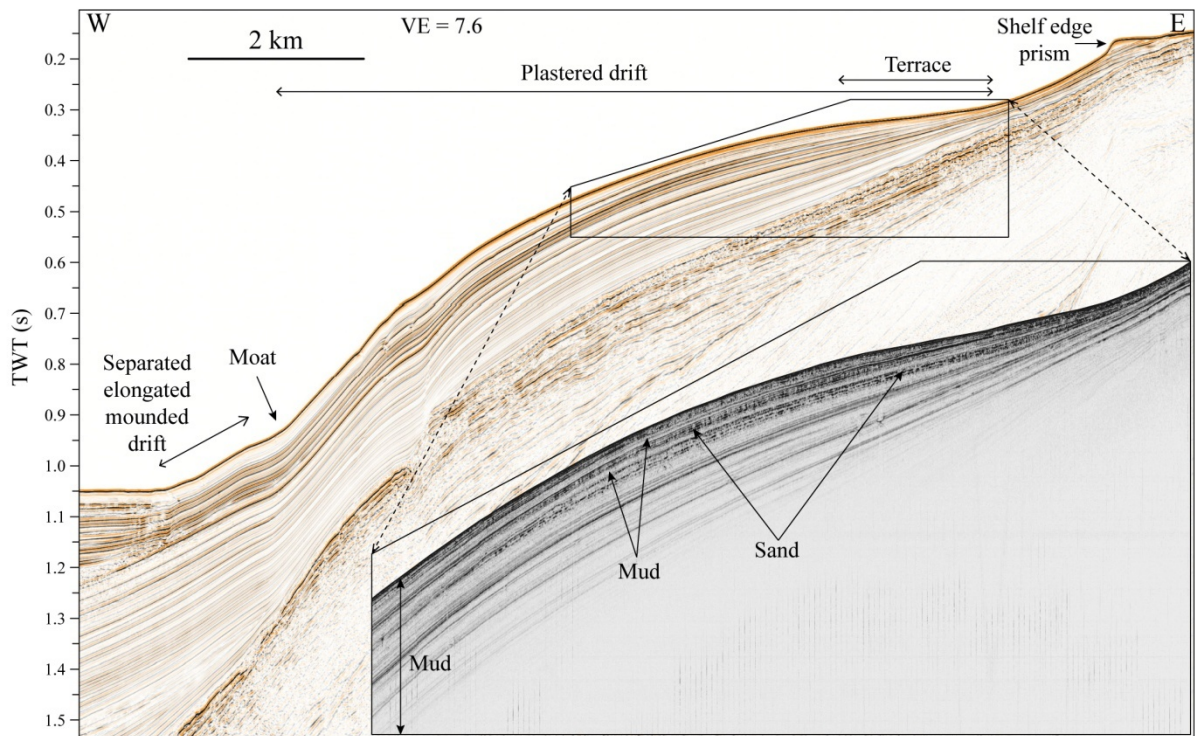 W
VE = 7.6
E
2 km
Shelf edge
prism
Terrace
Plastered drift
0.2
0.3
0.4
0.5
0.6
0.7
0.8
0.9
1.0
1.1
1.2
1.3
1.4
1.5
TWT (s)
Separated
elongated
mounded
drift
Moat
Mud
Sand
Mud